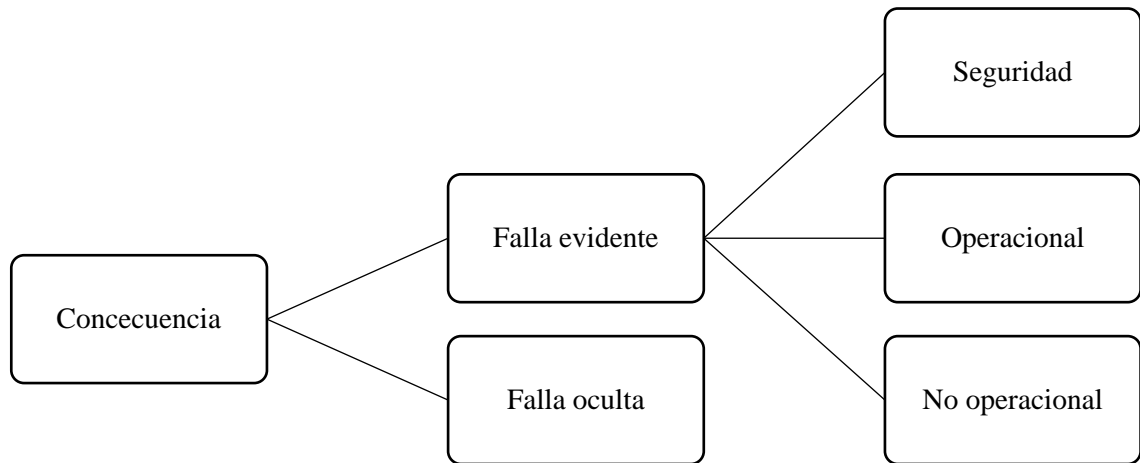 Concecuencia
Falla evidente
Seguridad
Operacional
No operacional
Falla oculta